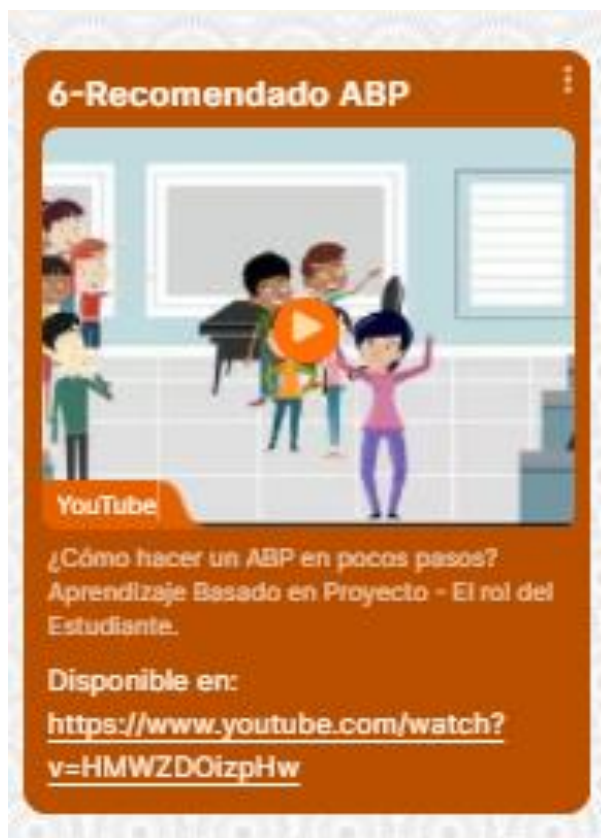 6-Recomendado ABP
YouTube
¿Cómo hacer un ABP en pocos pasos?
Aprendizaje Basado en Proyecto - El rol del
Estudiante.
Disponible en:
https://www.youtube.com/watch?
v=HMWZDOizpHw